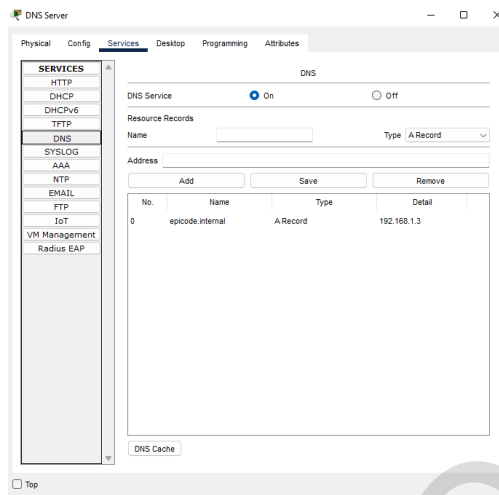 DNS Server
Physical Config Services Desktop Programming Attributes
SERVICES
HTTP
DHCP
DHCPv6
TFTP
DNS
SYSLOG
AAA
NTP
EMAIL
FTP
IoT
VM Management
Radius EAP
DNS
DNS Service On Off
Resource Records
Name Type A Record
Address
Add Save Remove
No. Name Type Detail
0 epicode.internal A Record 192.168.1.3
DNS Cache
Top